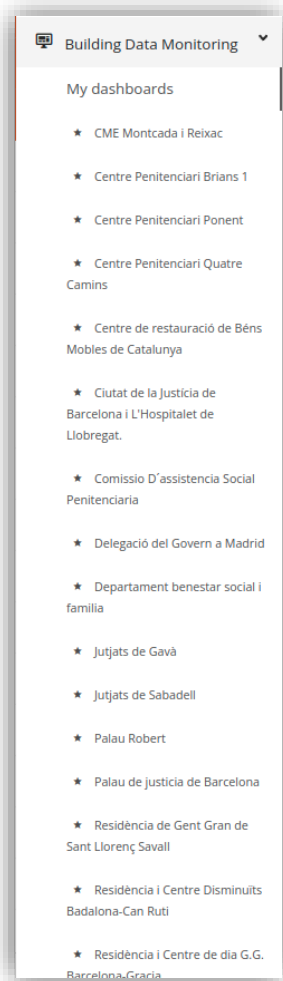 Building Data Monitoring
My dashboards
★ CME Montcada i Reixac
★ Centre Penitenciari Brians 1
★ Centre Penitenciari Ponent
★ Centre Penitenciari Quatre
Camins
★ Centre de restauració de Béns
Mobles de Catalunya
★ Ciutat de la Justícia de
Barcelona i L'Hospitalet de
Llobregat.
★ Comissio D´assistencia Social
Penitenciaria
★ Delegació del Govern a Madrid
★ Departament benestar social i
familia
★ Jutjats de Gavà
★ Jutjats de Sabadell
★ Palau Robert
★ Palau de justicia de Barcelona
★ Residència de Gent Gran de
Sant Llorenç Savall
★ Residència i Centre Disminuïts
Badalona-Can Ruti
★ Residència i Centre de dia G.G.
Barcelona-Gracia